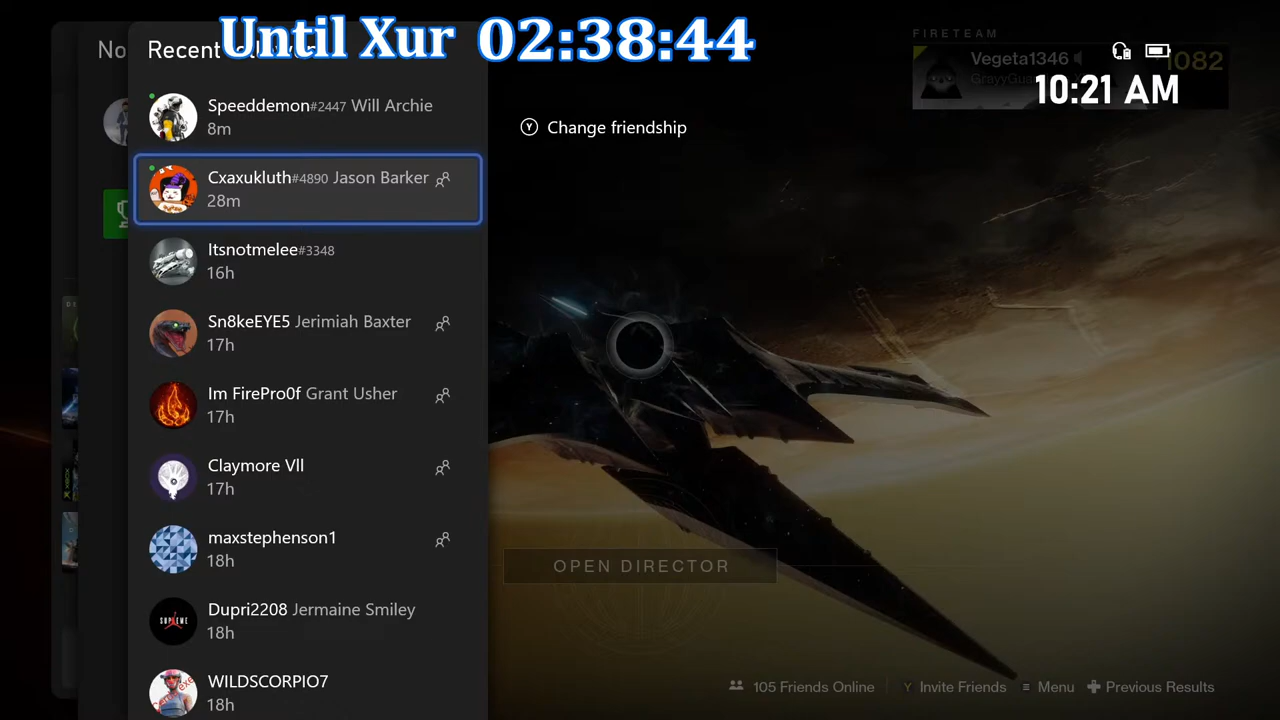 Until Xur 02:38:44
No
Recent
Speeddemon#2447 Will Archie
8m
Cxaxukluth#4890 Jason Barker
28m
Itsnotmelee#3348
16h
Sn8keEYE5 Jerimiah Baxter
17h
Im FirePro0f Grant Usher
17h
Claymore Vll
17h
maxstephenson1
18h
Dupri2208 Jermaine Smiley
18h
SUPREME
WILDSCORPIO7
18h
Y Change friendship
FIRETEAM
Vegeta1346
1082
10:21 AM
OPEN DIRECTOR
105 Friends Online
Y Invite Friends
Menu
Previous Results